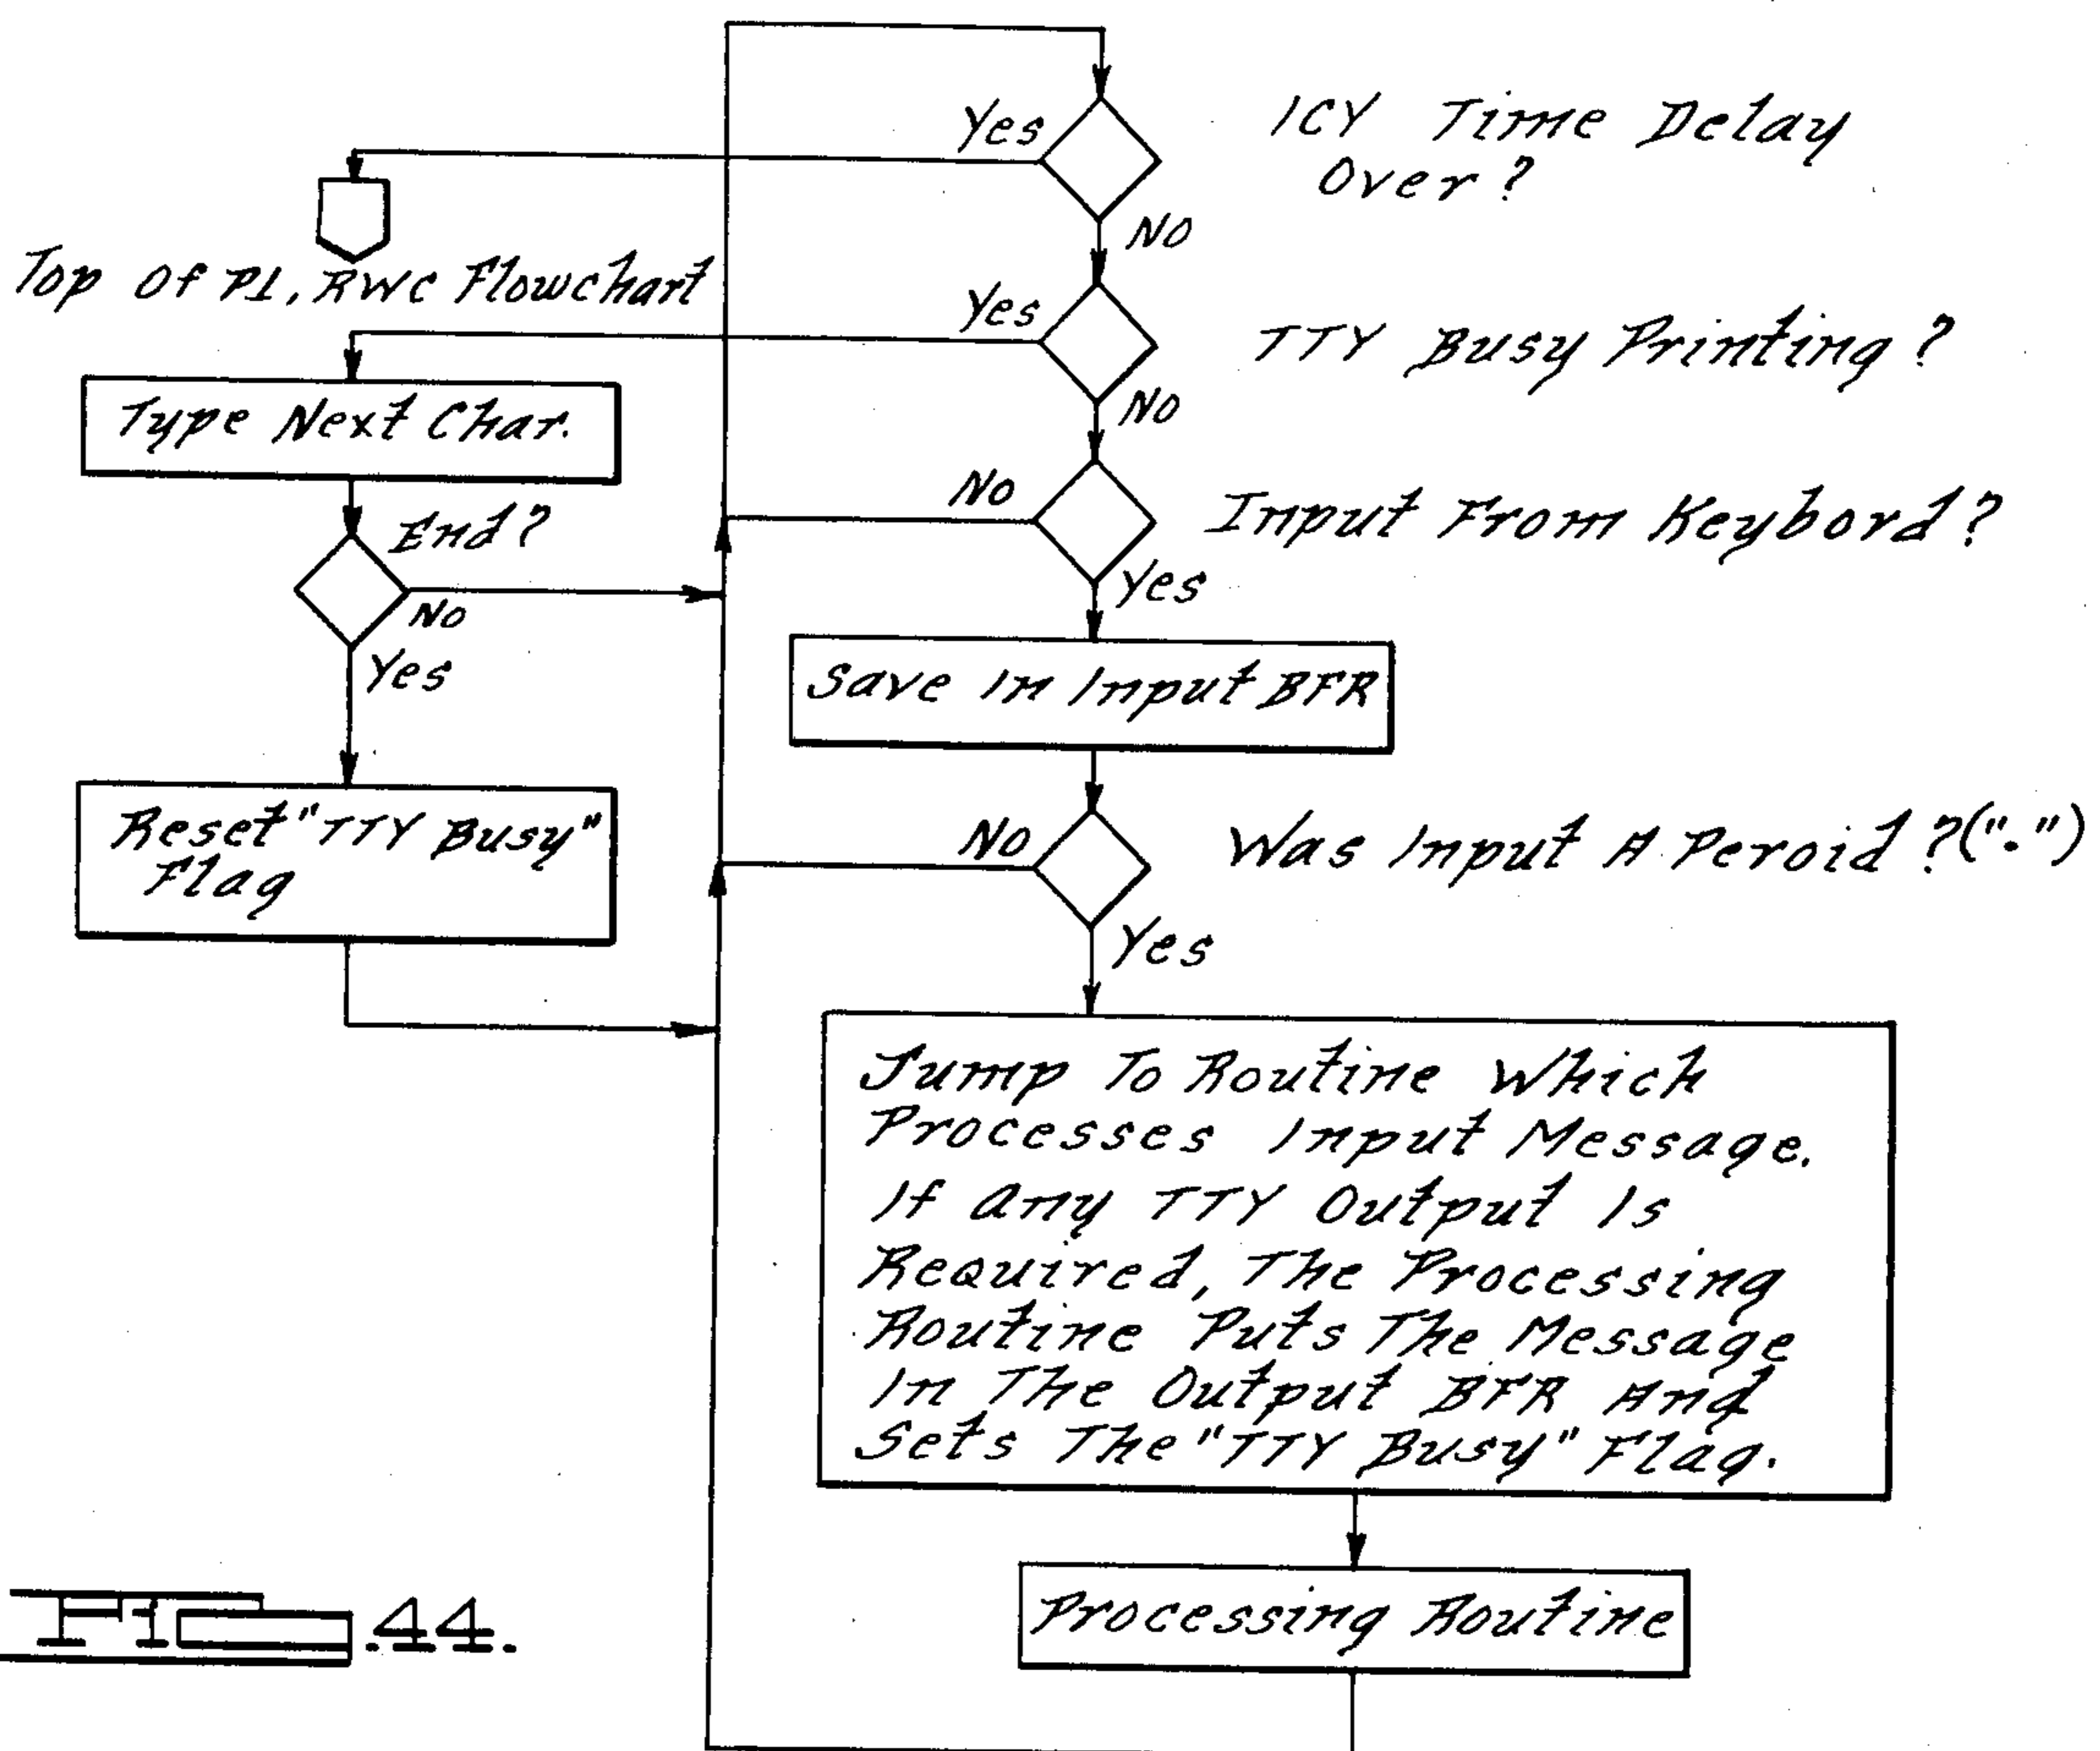 Yes
ICY Time Delay
Over?
No
Top Of P1, RWC Flowchart
Yes
TTY Busy Printing?
No
Type Next Char.
No
Input From Keybord?
End?
No
Yes
Yes
Save In Input BFR
Reset "TTY Busy"
Flag
No
Was Input A Peroid?(".")
Yes
Jump To Routine Which
Processes Input Message.
If Any TTY Output Is
Required, The Processing
Routine Puts The Message
In The Output BFR And
Sets The "TTY Busy" Flag.
Processing Routine
FIG.44.